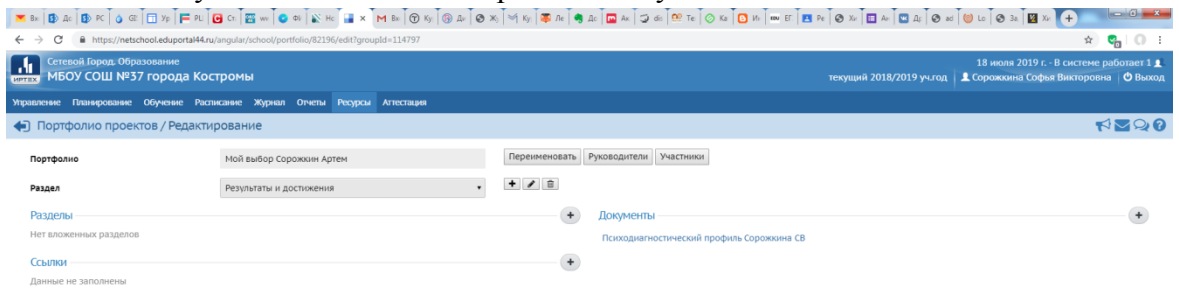 https://netschool.eduportal44.ru/angular/school/portfolio/82196/edit?groupId=114797
Сетевой Город. Образование
МБОУ СОШ №37 города Костромы
ИРТЕХ
18 июля 2019 г. - В системе работает 1
текущий 2018/2019 уч.год Сорожкина Софья Викторовна Выход
Управление Планирование Обучение Расписание Журнал Отчеты Ресурсы Аттестация
Портфолио проектов / Редактирование
Портфолио Мой выбор Сорожкин Артем Переименовать Руководители Участники
Раздел Результаты и достижения
Разделы Документы
Нет вложенных разделов Психодиагностический профиль Сорожкина СВ
Ссылки
Данные не заполнены